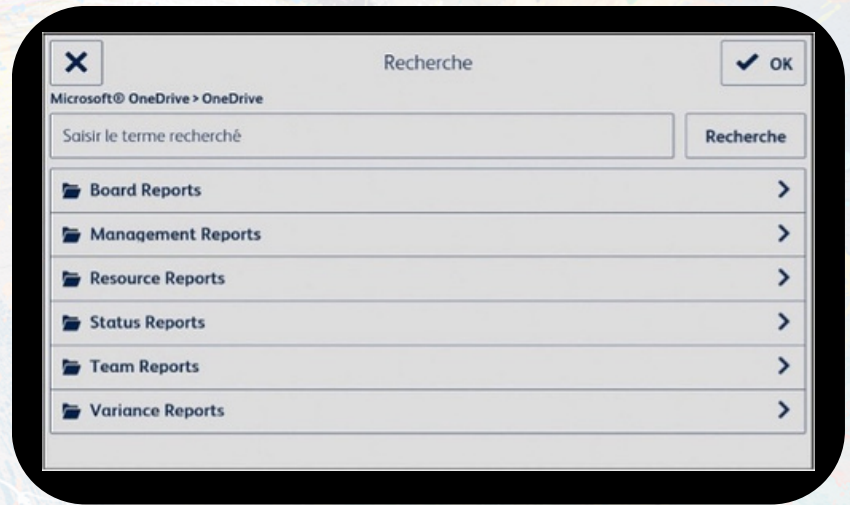 Recherche
OK
Microsoft® OneDrive > OneDrive
Saisir le terme recherché
Recherche
Board Reports
Management Reports
Resource Reports
Status Reports
Team Reports
Variance Reports